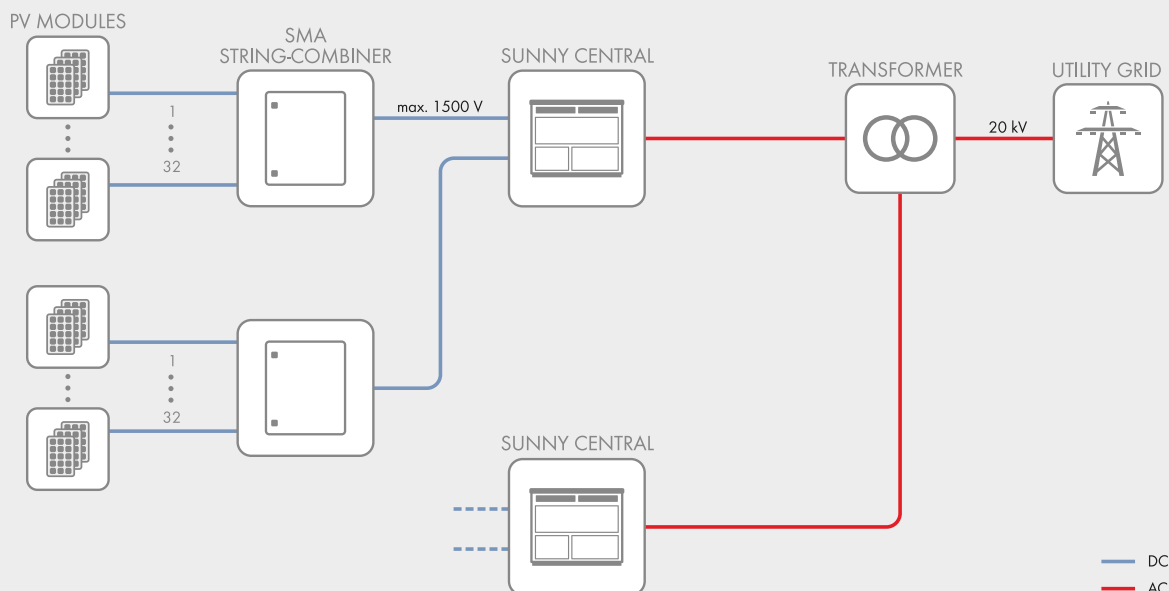 PV MODULES
SMA
STRING-COMBINER
SUNNY CENTRAL
TRANSFORMER
UTILITY GRID
max. 1500 V
20 kV
1
32
1
32
SUNNY CENTRAL
DC
AC